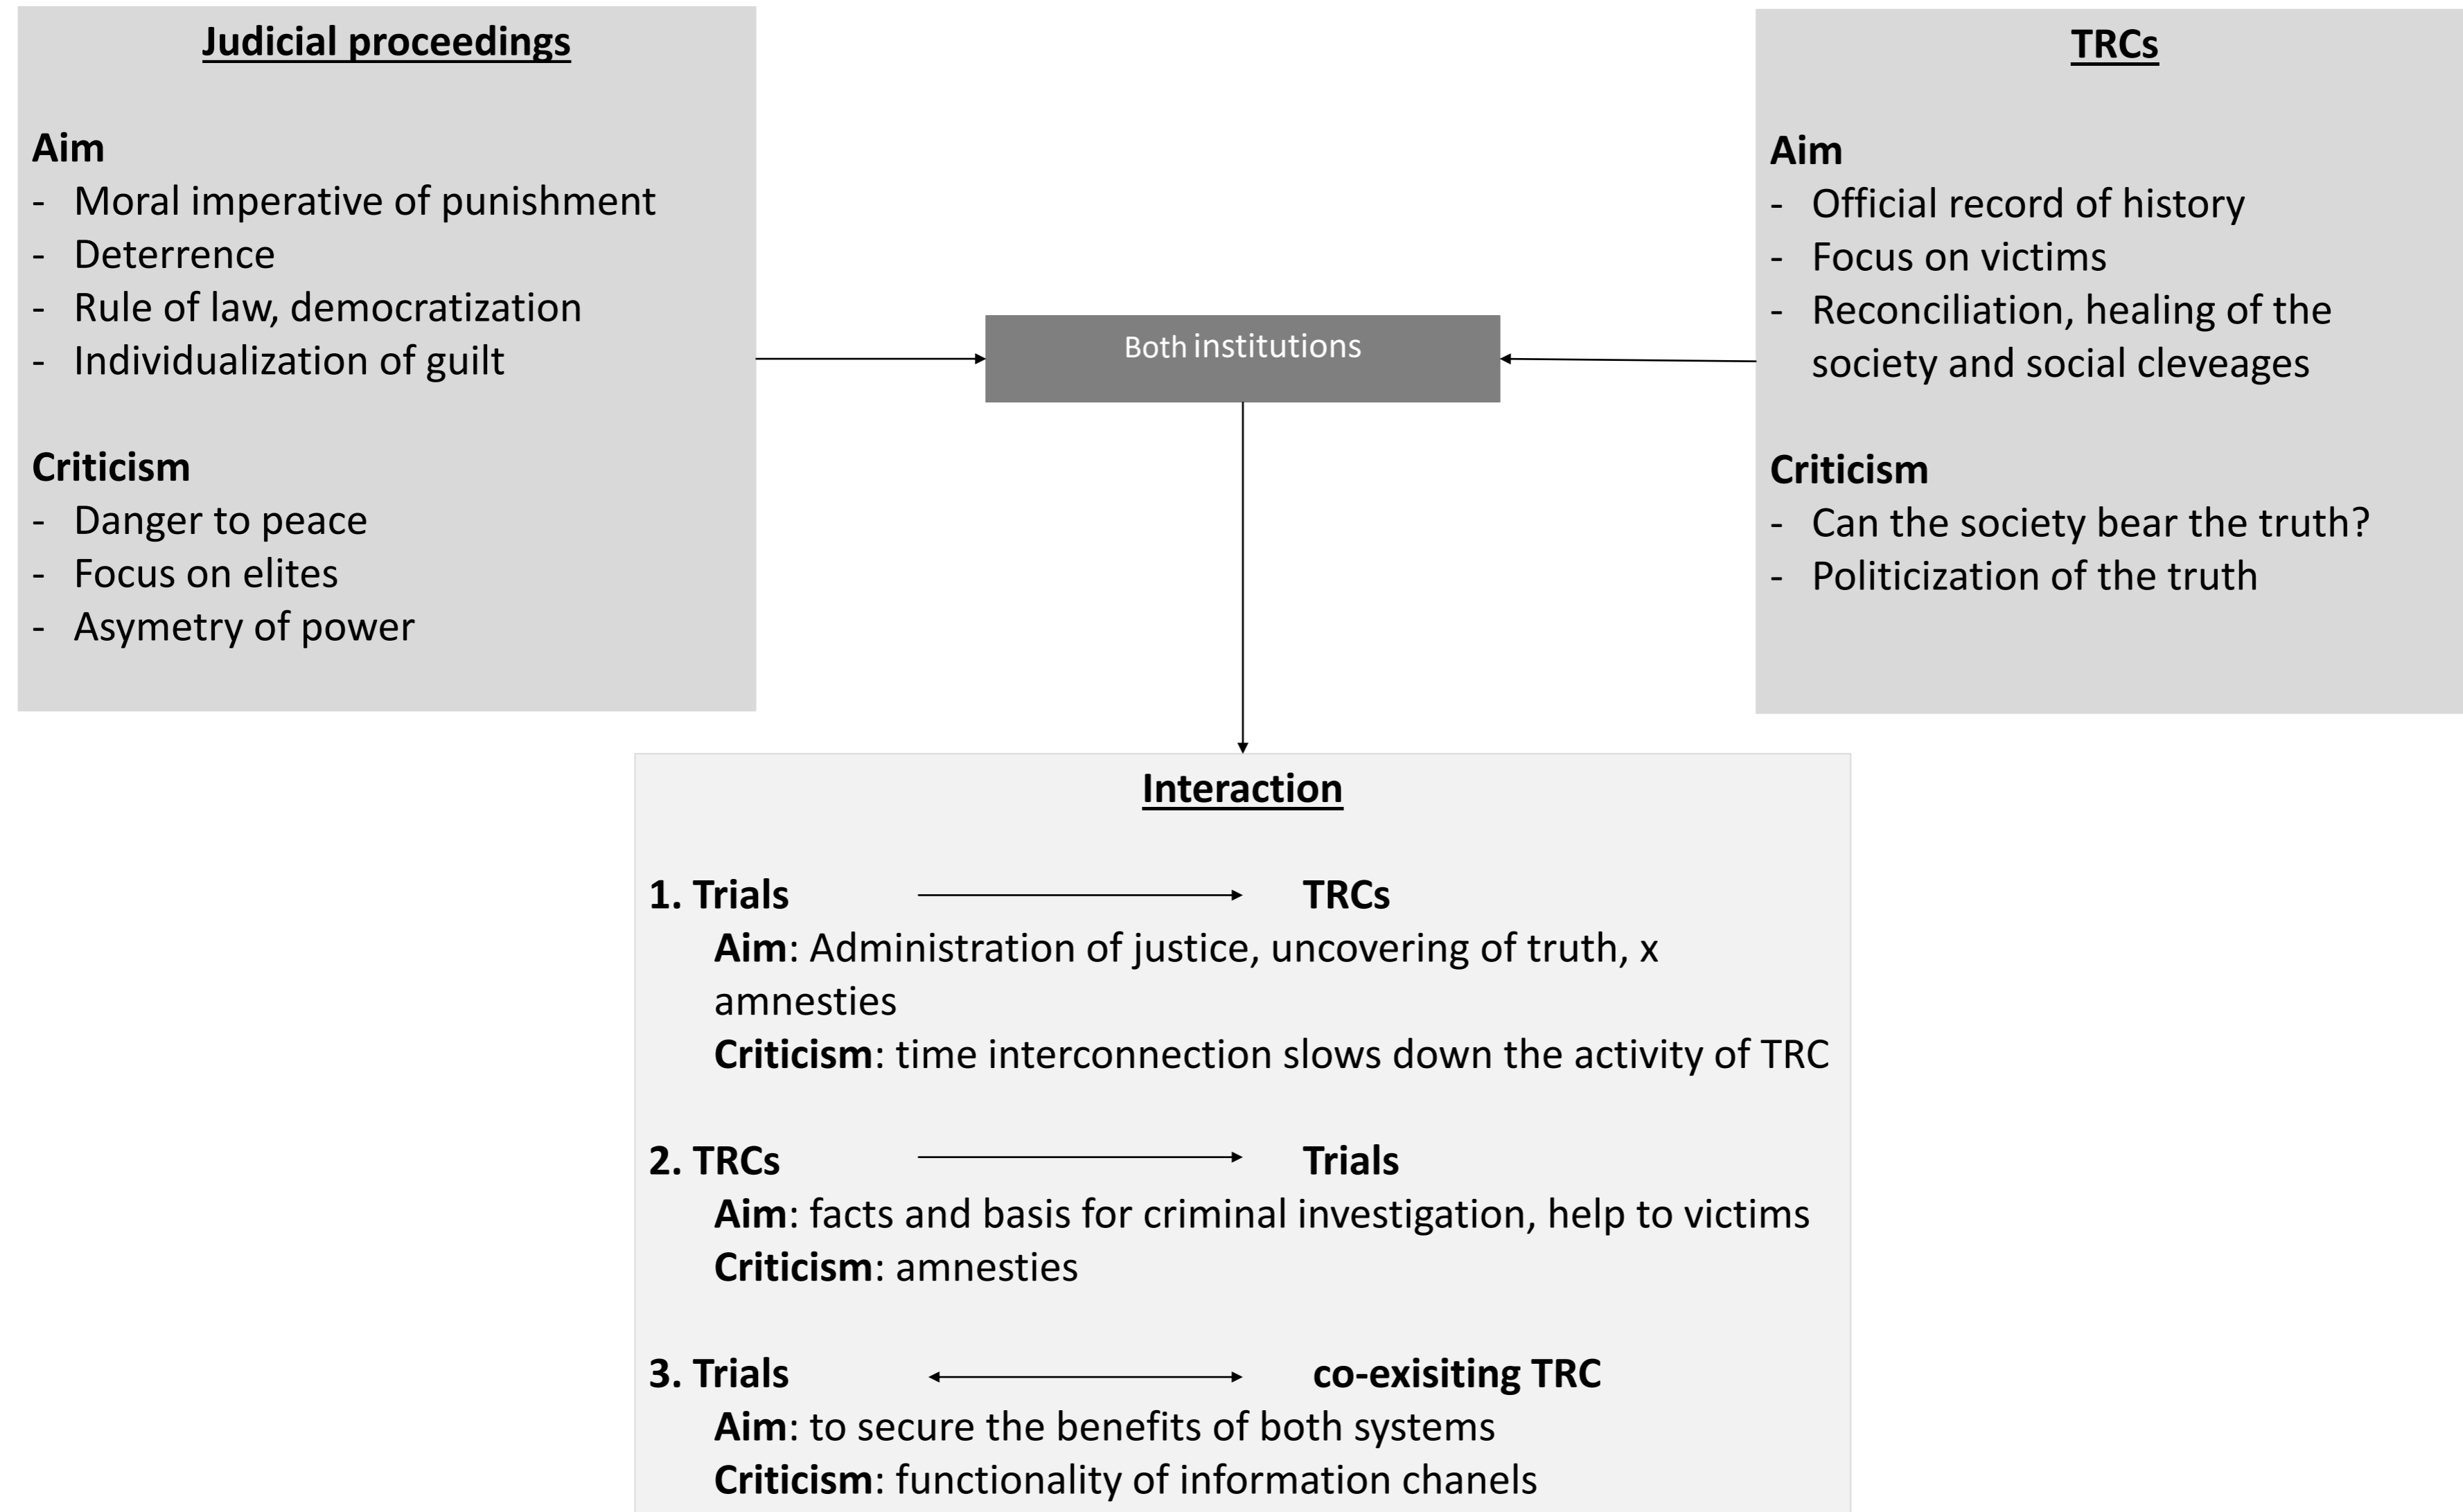 Judicial proceedings
Aim
- Moral imperative of punishment
- Deterrence
- Rule of law, democratization
- Individualization of guilt
Criticism
- Danger to peace
- Focus on elites
- Asymetry of power
Both institutions
TRCs
Aim
- Official record of history
- Focus on victims
- Reconciliation, healing of the
society and social cleveages
Criticism
- Can the society bear the truth?
- Politicization of the truth
Interaction
1. Trials TRCs
Aim: Administration of justice, uncovering of truth, x
amnesties
Criticism: time interconnection slows down the activity of TRC
2. TRCs Trials
Aim: facts and basis for criminal investigation, help to victims
Criticism: amnesties
3. Trials co-exisiting TRC
Aim: to secure the benefits of both systems
Criticism: functionality of information chanels